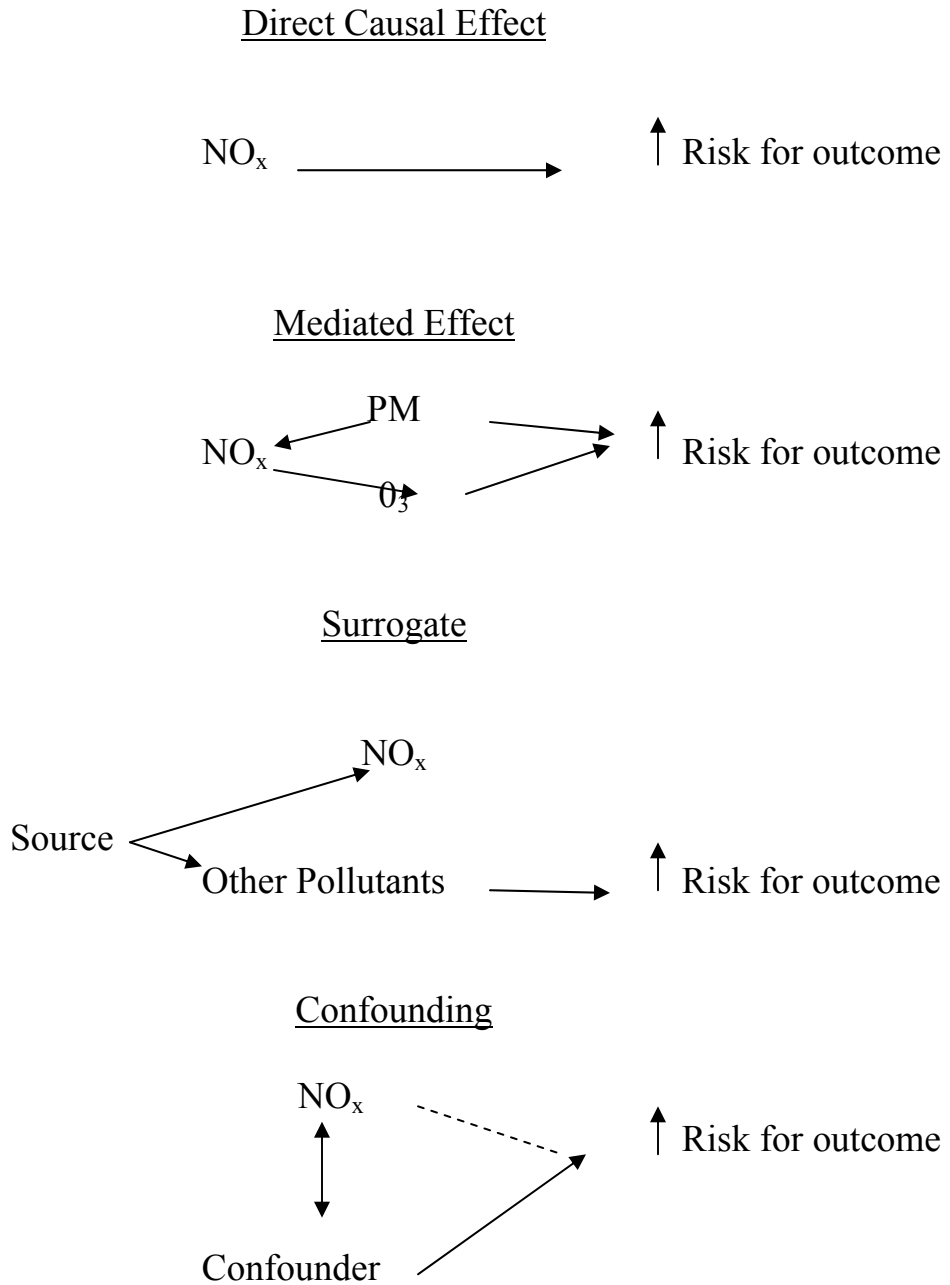 Direct Causal Effect
NOₓ
Risk for outcome
Mediated Effect
PM
NOₓ
Risk for outcome
0₃
Surrogate
NOₓ
Source
Other Pollutants
Risk for outcome
Confounding
NOₓ
Risk for outcome
Confounder